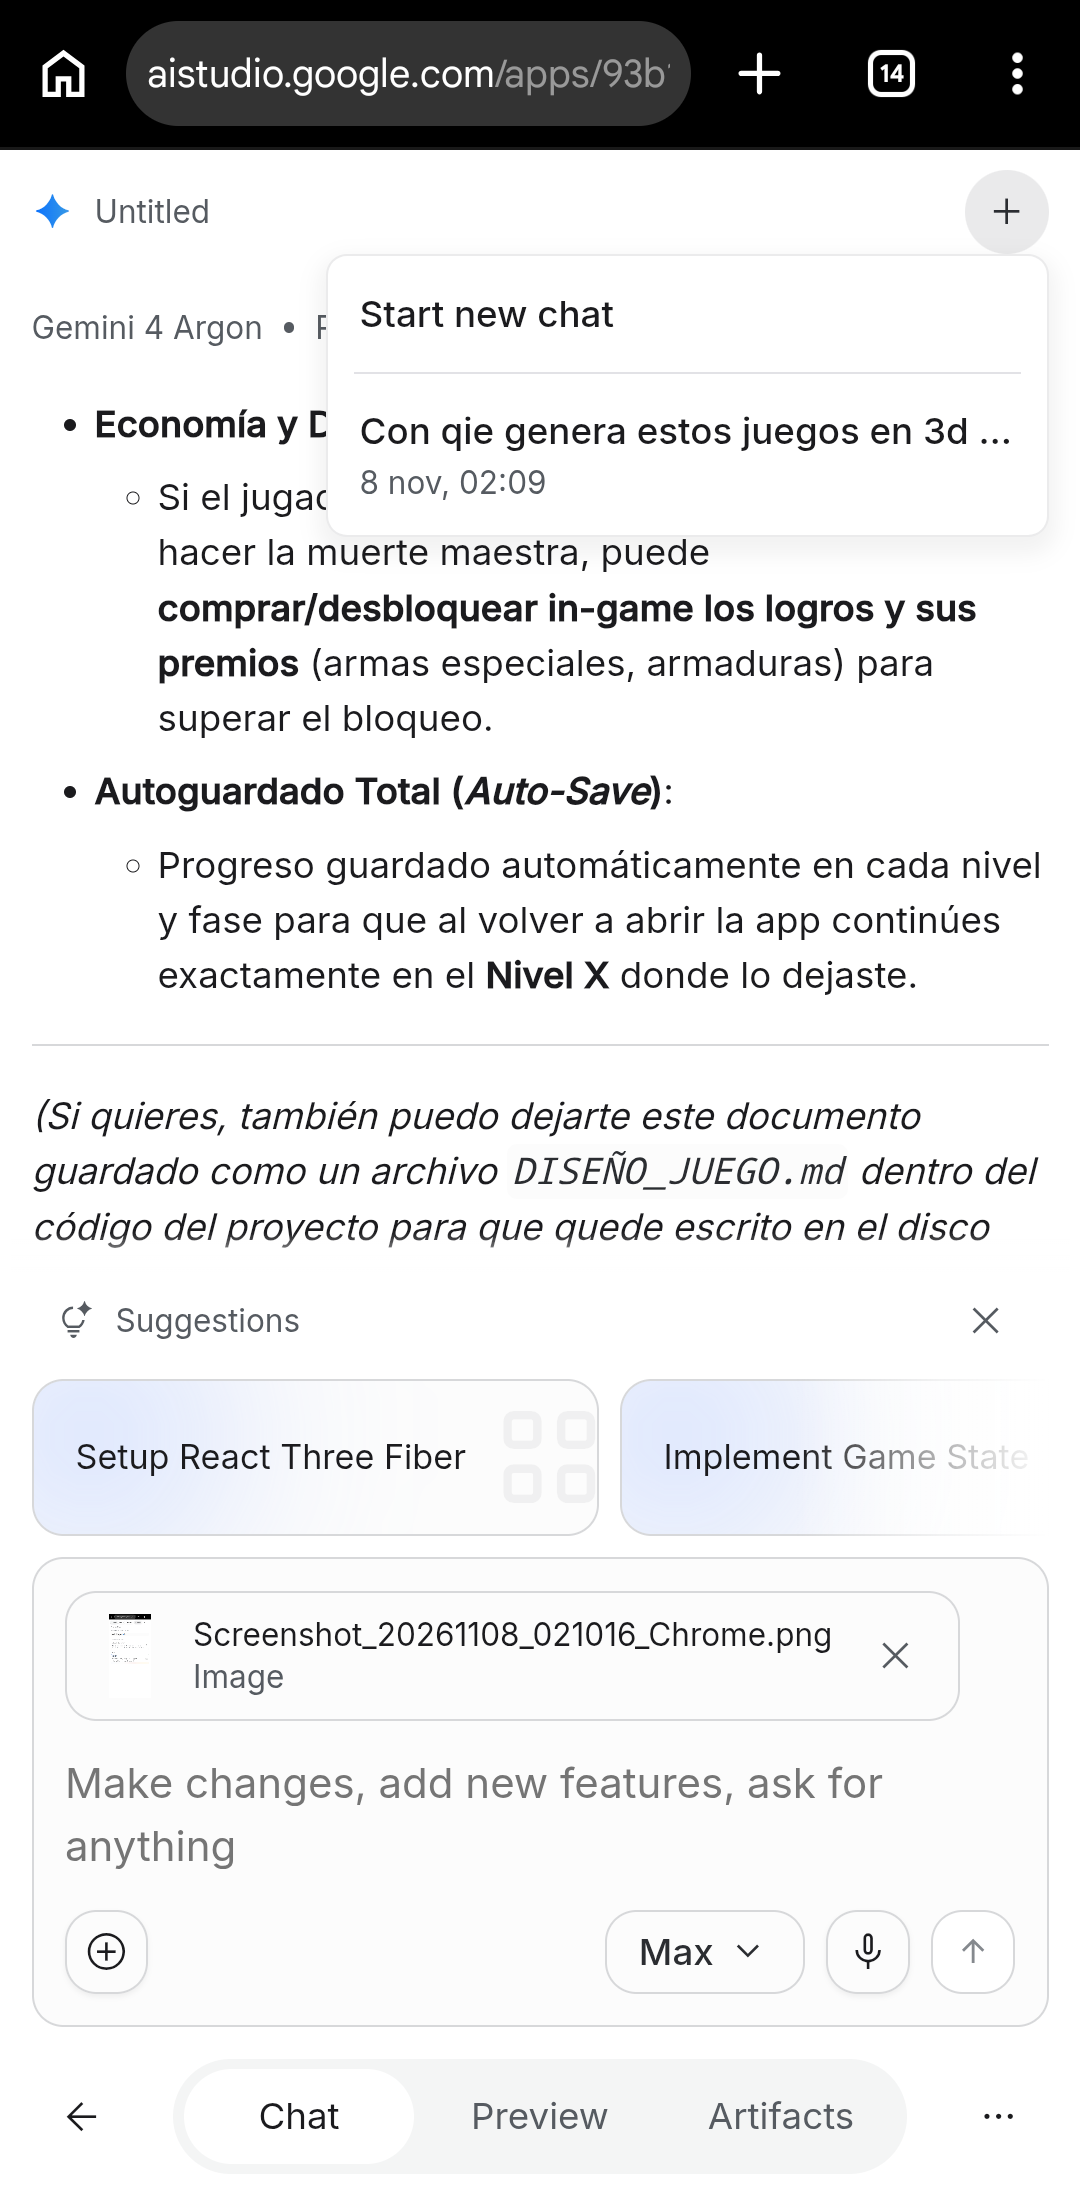 aistudio.google.com/apps/93b
14
Untitled
Start new chat
Con qie genera estos juegos en 3d ...
8 nov, 02:09
Gemini 4 Argon •
• Economía y D
○ Si el jugad
hacer la muerte maestra, puede
comprar/desbloquear in-game los logros y sus
premios (armas especiales, armaduras) para
superar el bloqueo.
• Autoguardado Total (Auto-Save):
○ Progreso guardado automáticamente en cada nivel
y fase para que al volver a abrir la app continúes
exactamente en el Nivel X donde lo dejaste.
(Si quieres, también puedo dejarte este documento
guardado como un archivo DISEÑO_JUEGO.md dentro del
código del proyecto para que quede escrito en el disco
Suggestions
Setup React Three Fiber
Implement Game State
Screenshot_20261108_021016_Chrome.png
Image
Make changes, add new features, ask for
anything
Max
Chat
Preview
Artifacts